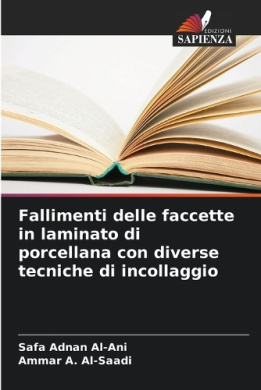 EDIZIONI
SAPIENZA
Fallimenti delle faccette
in laminato di
porcellana con diverse
tecniche di incollaggio
Safa Adnan Al-Ani
Ammar A. Al-Saadi